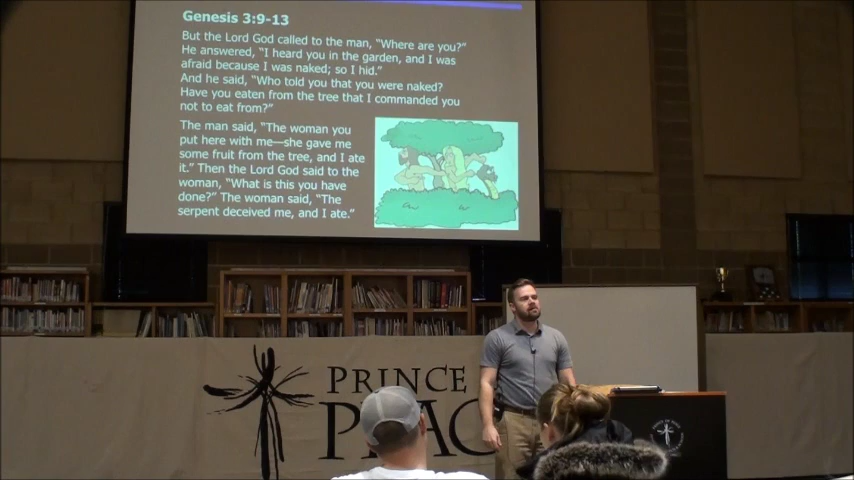 Genesis 3:9-13
But the Lord God called to the man, “Where are you?”
He answered, “I heard you in the garden, and I was
afraid because I was naked; so I hid.”
And he said, “Who told you that you were naked?
Have you eaten from the tree that I commanded you
not to eat from?”
The man said, “The woman you
put here with me—she gave me
some fruit from the tree, and I ate
it.” Then the Lord God said to the
woman, “What is this you have
done?” The woman said, “The
serpent deceived me, and I ate.”
PRINCE